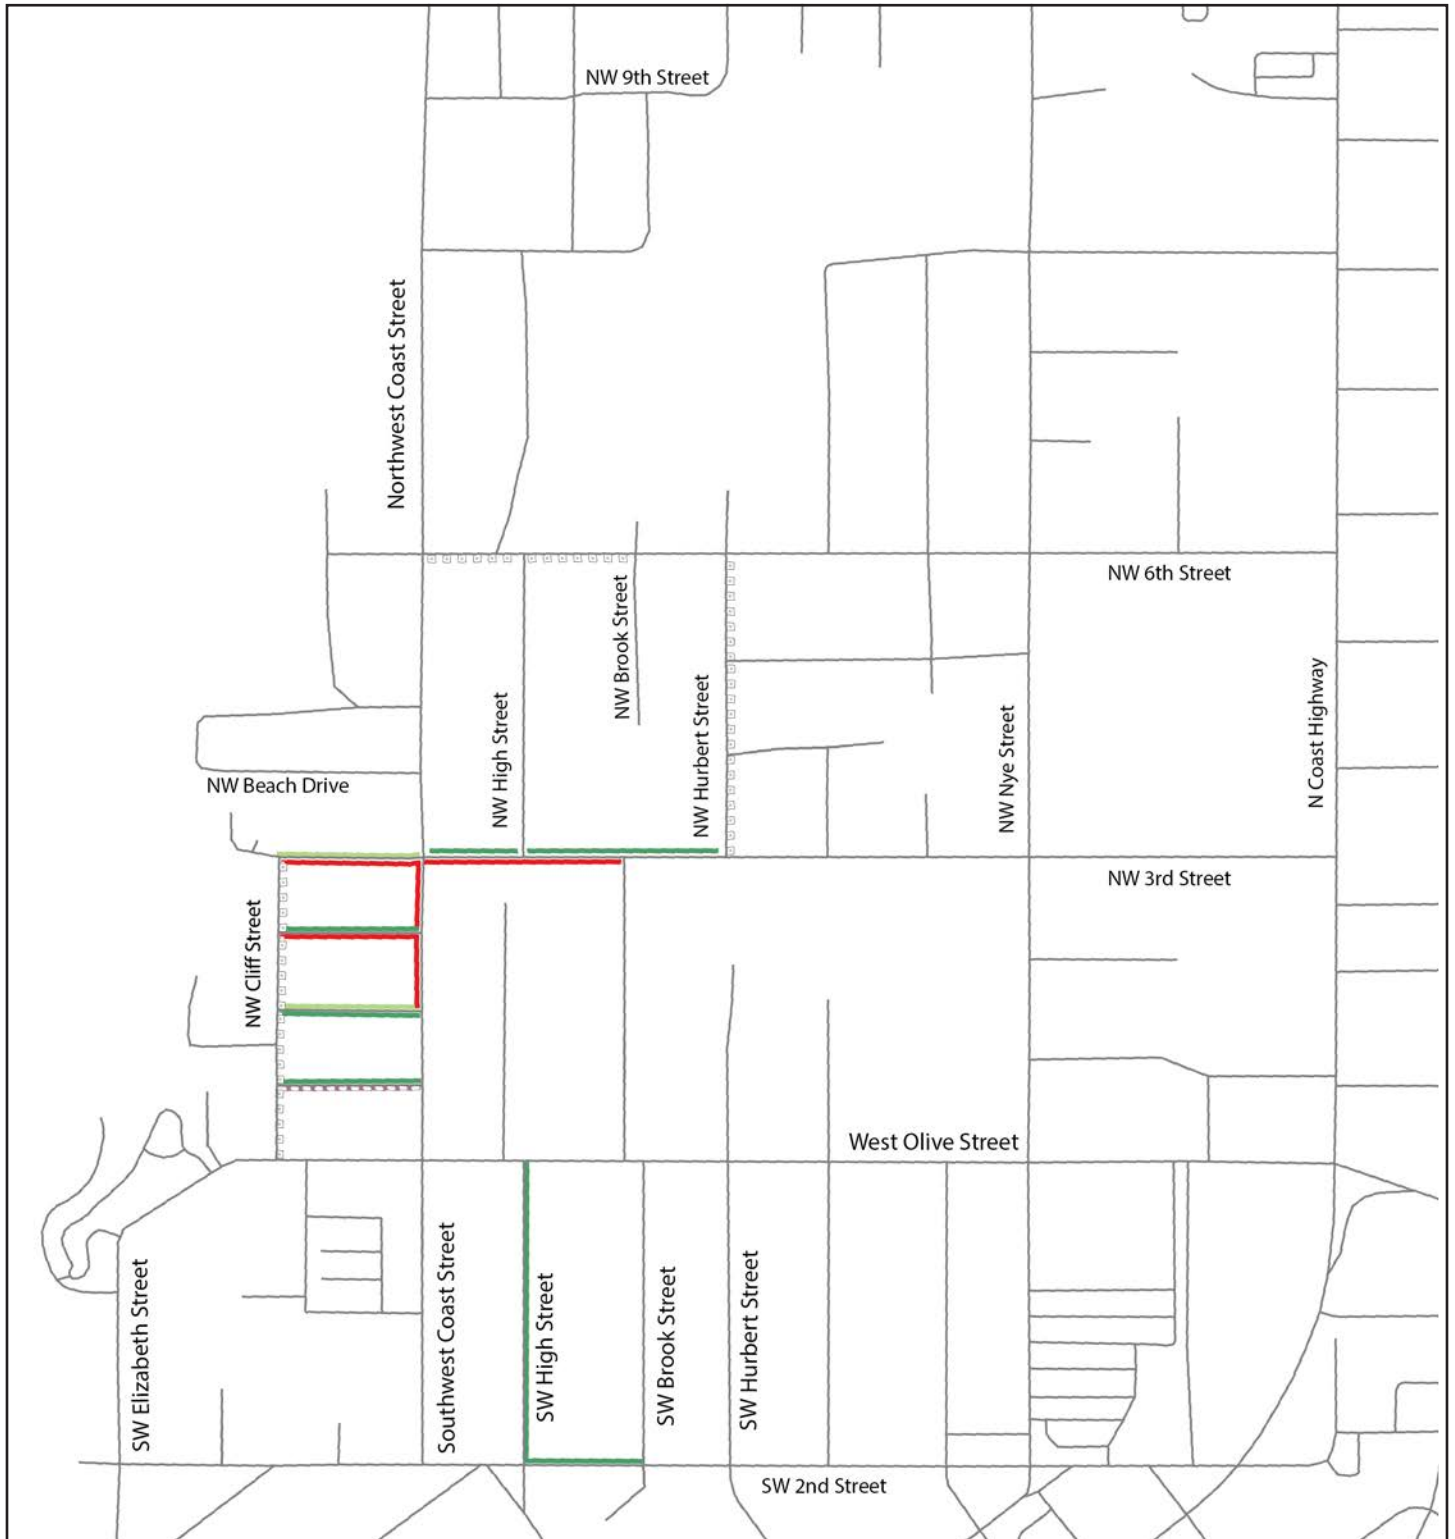 NW 9th Street
Northwest Coast Street
NW 6th Street
NW Brook Street
NW High Street
NW Hurbert Street
NW Nye Street
N Coast Highway
NW Beach Drive
NW 3rd Street
NW Cliff Street
West Olive Street
SW Elizabeth Street
Southwest Coast Street
SW High Street
SW Brook Street
SW Hurbert Street
SW 2nd Street